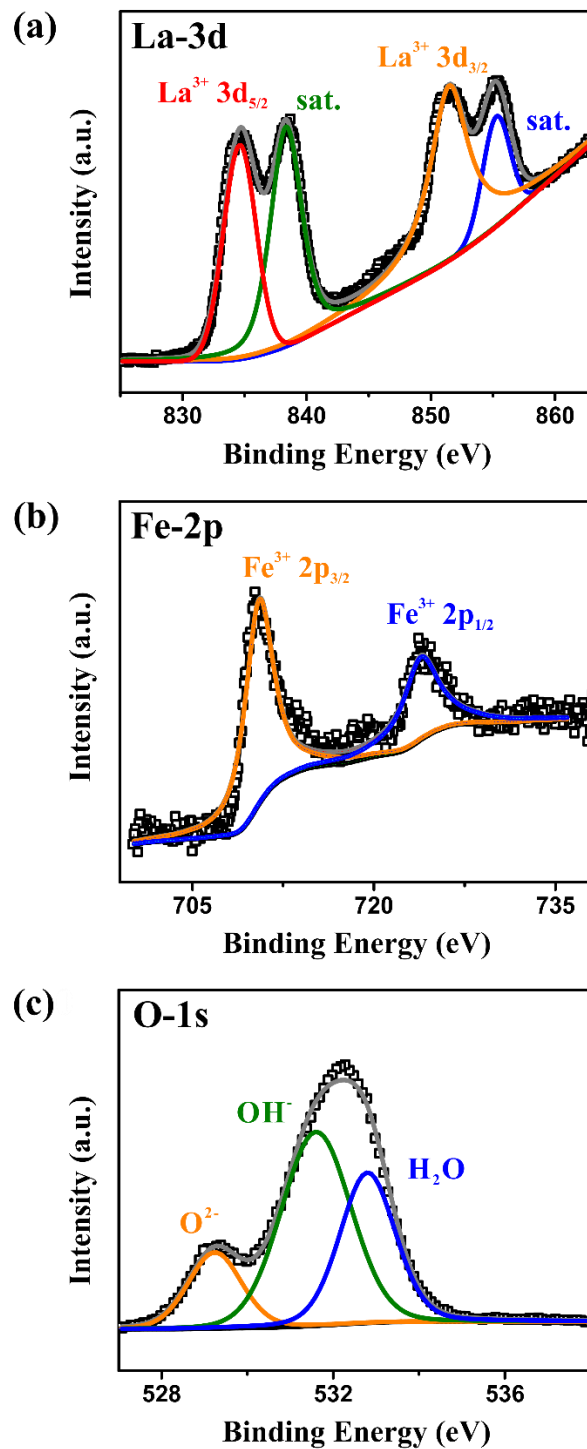 (a)
La-3d
La³⁺ 3d₅/₂
sat.
La³⁺ 3d₃/₂
sat.
Intensity (a.u.)
830 840 850 860
Binding Energy (eV)
(b)
Fe-2p
Fe³⁺ 2p₃/₂
Fe³⁺ 2p₁/₂
Intensity (a.u.)
705 720 735
Binding Energy (eV)
(c)
O-1s
OH⁻
H₂O
O²⁻
Intensity (a.u.)
528 532 536
Binding Energy (eV)